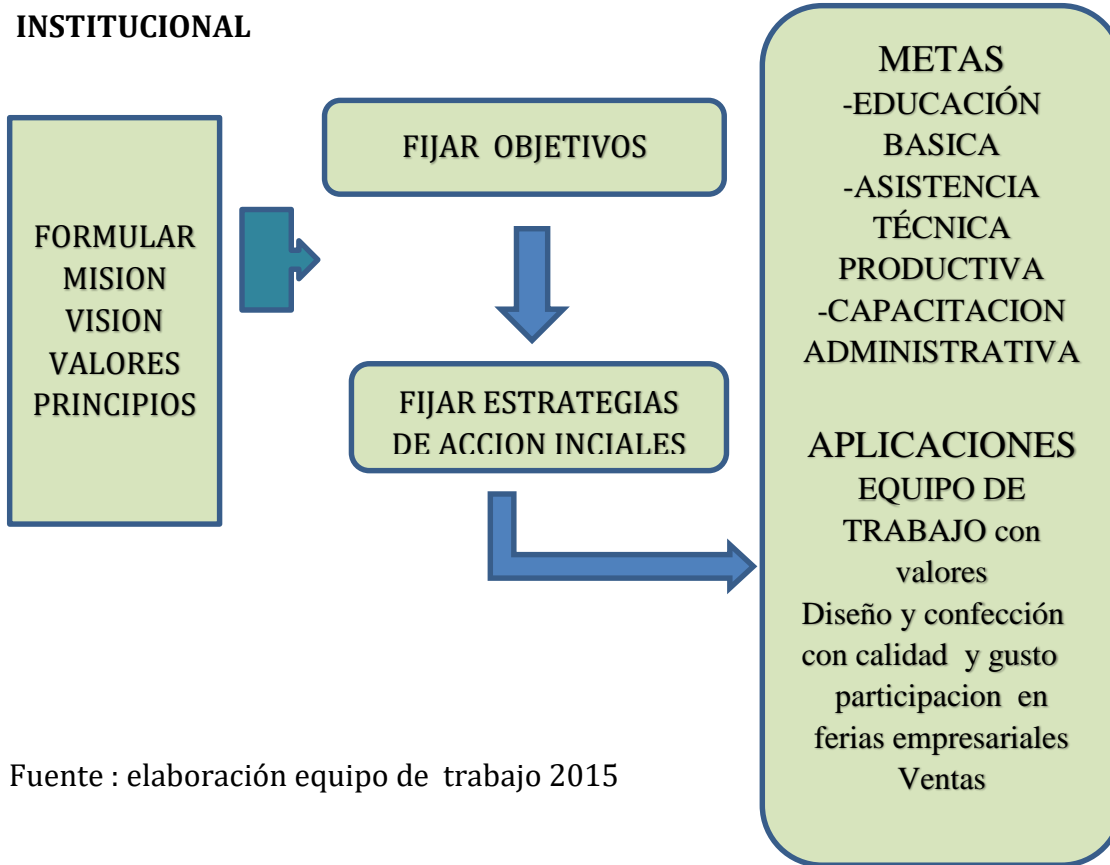 INSTITUCIONAL
FORMULAR
MISION
VISION
VALORES
PRINCIPIOS
FIJAR OBJETIVOS
FIJAR ESTRATEGIAS
DE ACCION INCIALES
METAS
-EDUCACIÓN
BASICA
-ASISTENCIA
TÉCNICA
PRODUCTIVA
-CAPACITACION
ADMINISTRATIVA
APLICACIONES
EQUIPO DE
TRABAJO con
valores
Diseño y confección
con calidad y gusto
participacion en
ferias empresariales
Ventas
Fuente : elaboración equipo de trabajo 2015